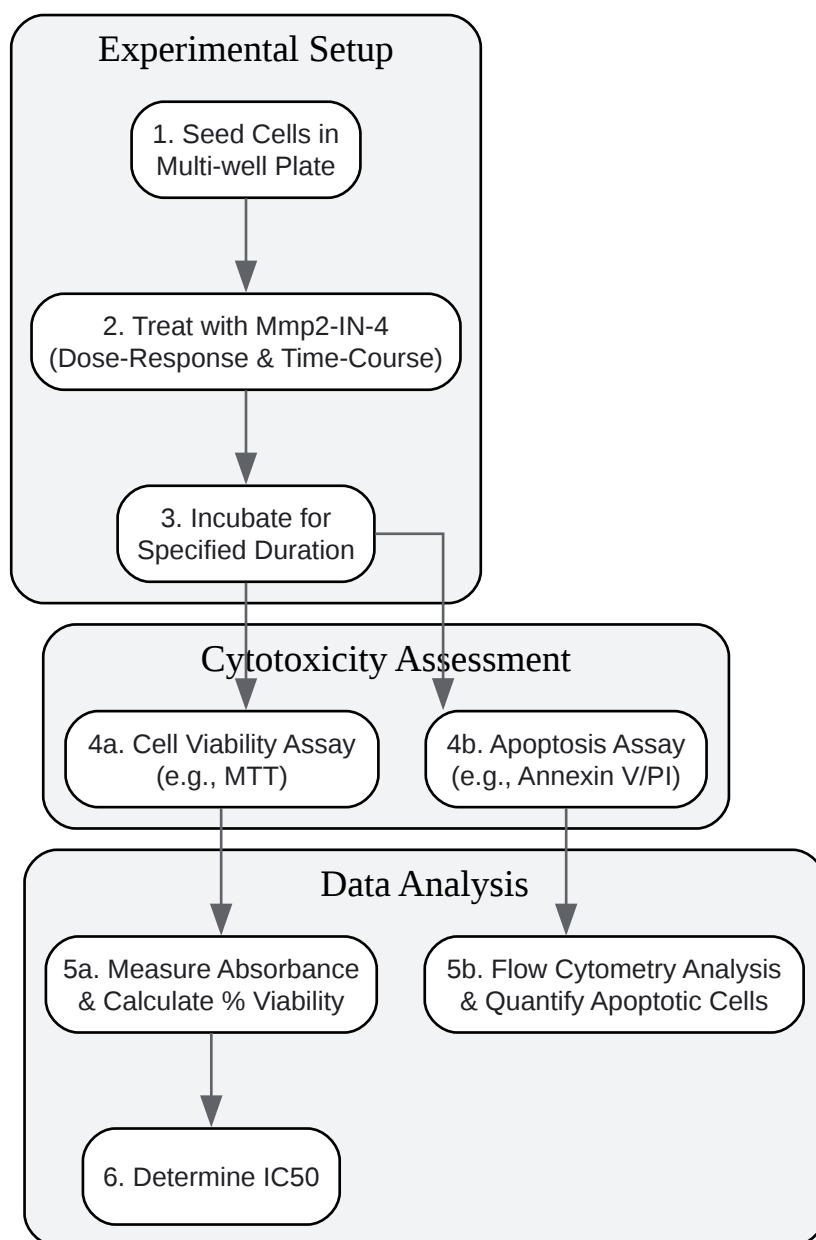 Experimental Setup
1. Seed Cells in
Multi-well Plate
2. Treat with Mmp2-IN-4
(Dose-Response & Time-Course)
3. Incubate for
Specified Duration
Cytotoxicity Assessment
4a. Cell Viability Assay
(e.g., MTT)
4b. Apoptosis Assay
(e.g., Annexin V/PI)
Data Analysis
5a. Measure Absorbance
& Calculate % Viability
5b. Flow Cytometry Analysis
& Quantify Apoptotic Cells
6. Determine IC50